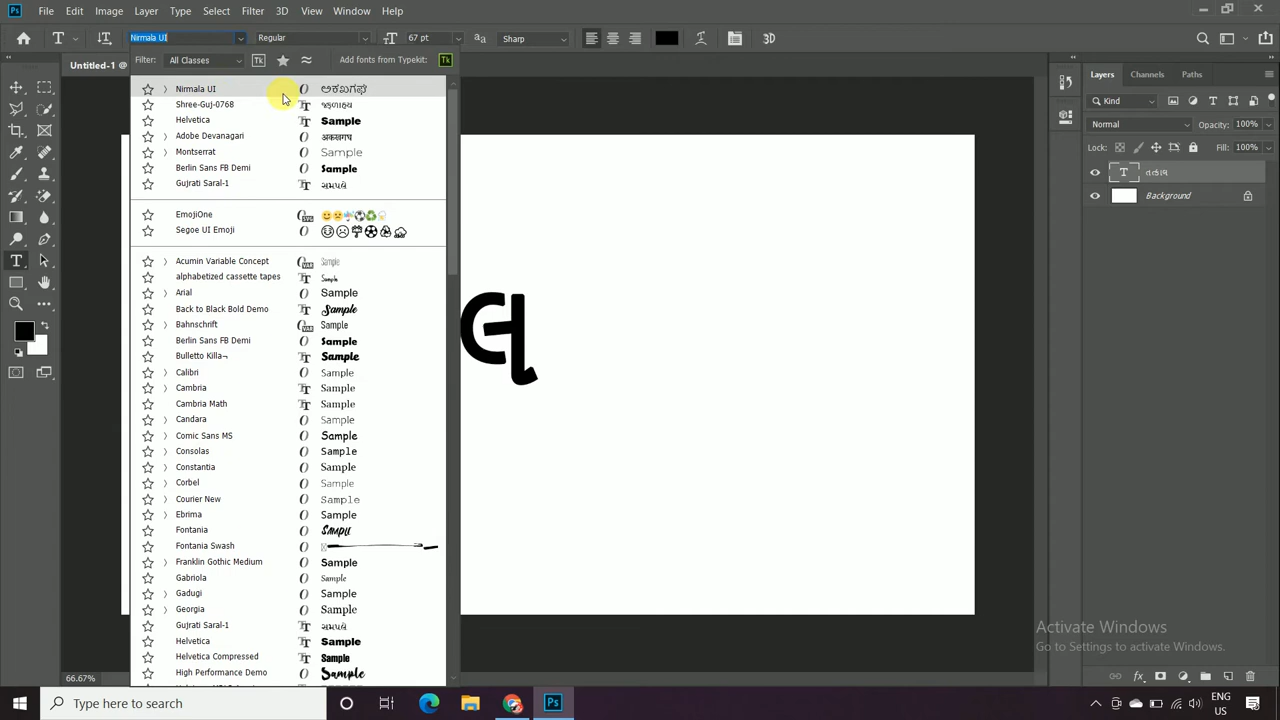 File Edit Image Layer Type Select Filter 3D View Window Help
Nirmala UI Regular 67 pt Sharp 3D
Filter: All Classes Add fonts from Typekit:
Untitled-1 @
Nirmala UI ಅಕಖಗಫ
Shree-Guj-0768
Helvetica Sample
Adobe Devanagari अकखगघ
Montserrat Sample
Berlin Sans FB Demi Sample
Gujrati Saral-1 સમપલે
EmojiOne
Segoe UI Emoji
Acumin Variable Concept Sample
alphabetized cassette tapes Sample
Arial Sample
Back to Black Bold Demo Sample
Bahnschrift Sample
Berlin Sans FB Demi Sample
Bulletto Killa¬ Sample
Calibri Sample
Cambria Sample
Cambria Math Sample
Candara Sample
Comic Sans MS Sample
Consolas Sample
Constantia Sample
Corbel Sample
Courier New Sample
Ebrima Sample
Fontania SAMPLE
Fontania Swash
Franklin Gothic Medium Sample
Gabriola Sample
Gadugi Sample
Georgia Sample
Gujrati Saral-1 સમપલે
Helvetica Sample
Helvetica Compressed Sample
High Performance Demo Sample
Layers Channels Paths
Kind
Normal Opacity: 100%
Lock: Fill: 100%
Background
Activate Windows
Go to Settings to activate Windows.
66.67%
Type here to search
ENG
US